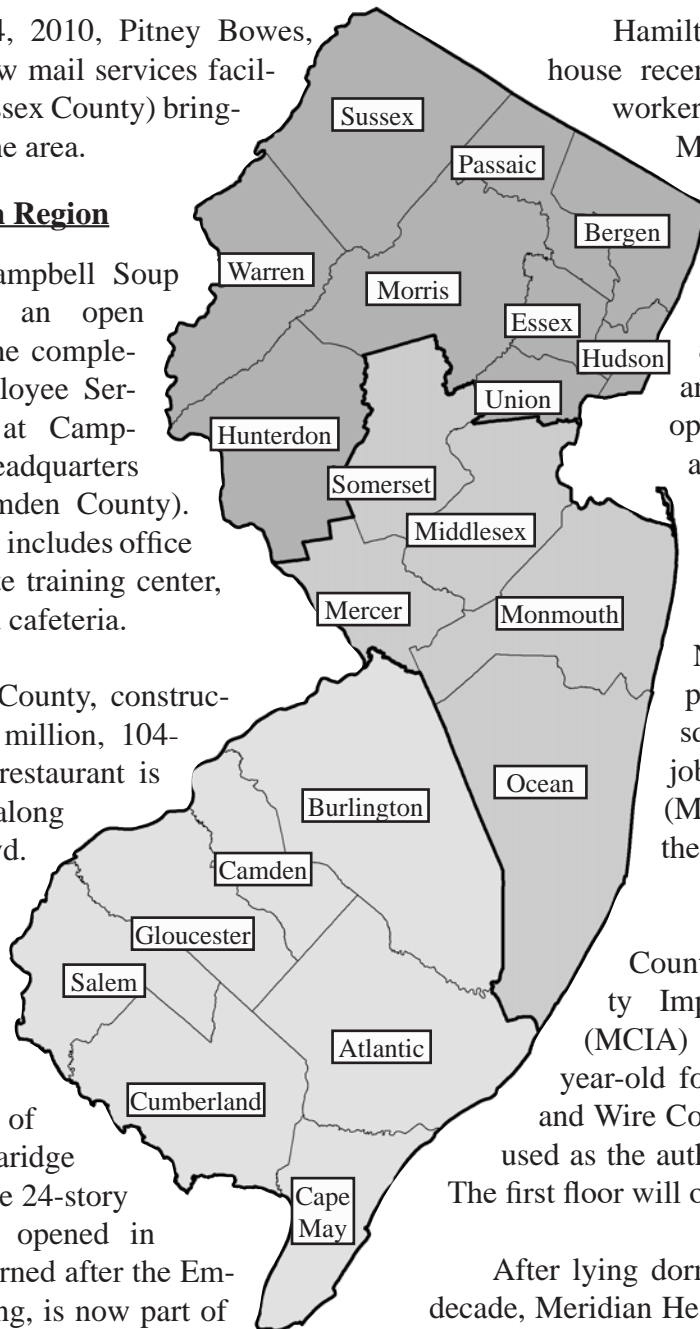 4, 2010, Pitney Bowes,
w mail services facil-
ssex County) bring-
he area.
n Region
ampbell Soup
an open
he comple-
loyee Ser-
at Camp-
eadquarters
mden County).
includes office
te training center,
cafeteria.
County, construc-
million, 104-
restaurant is
along
vd.
of
aridge
e 24-story
opened in
rned after the Em-
ng, is now part of
Sussex
Passaic
Bergen
Warren
Morris
Essex
Hudson
Union
Hunterdon
Somerset
Middlesex
Mercer
Monmouth
Ocean
Burlington
Camden
Gloucester
Salem
Atlantic
Cumberland
Cape
May
Hamilt
house recen
worker
M
a
an
op
a
N
p
sc
job
(M
the
Count
ty Imp
(MCIA)
year-old fo
and Wire Co
used as the auth
The first floor will o
After lying dorm
decade, Meridian He